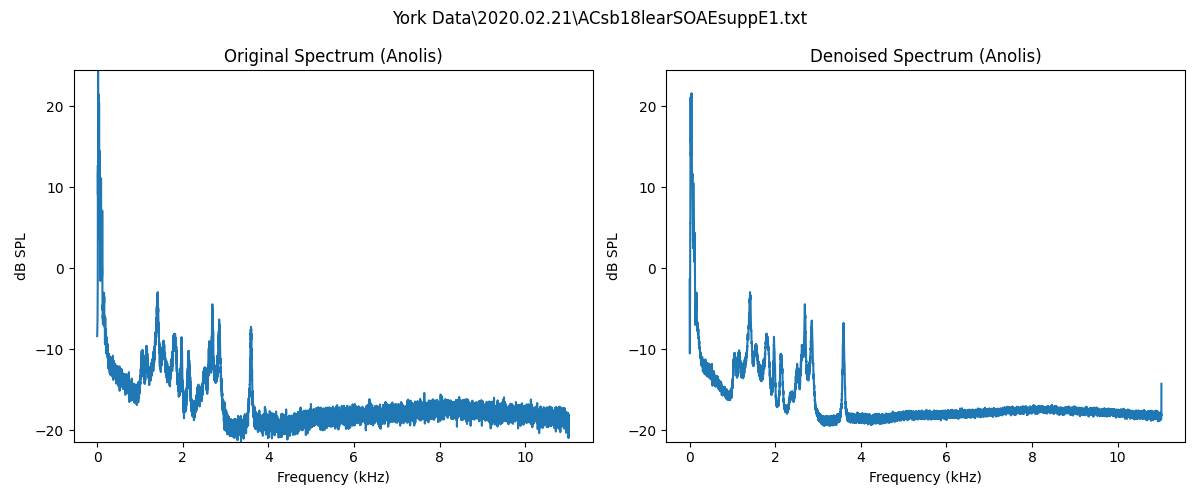 York Data\2020.02.21\ACsb18learSOAEsuppE1.txt
Original Spectrum (Anolis)
20
10
0
−10
−20
dB SPL
0 2 4 6 8 10
Frequency (kHz)
Denoised Spectrum (Anolis)
20
10
0
−10
−20
dB SPL
0 2 4 6 8 10
Frequency (kHz)